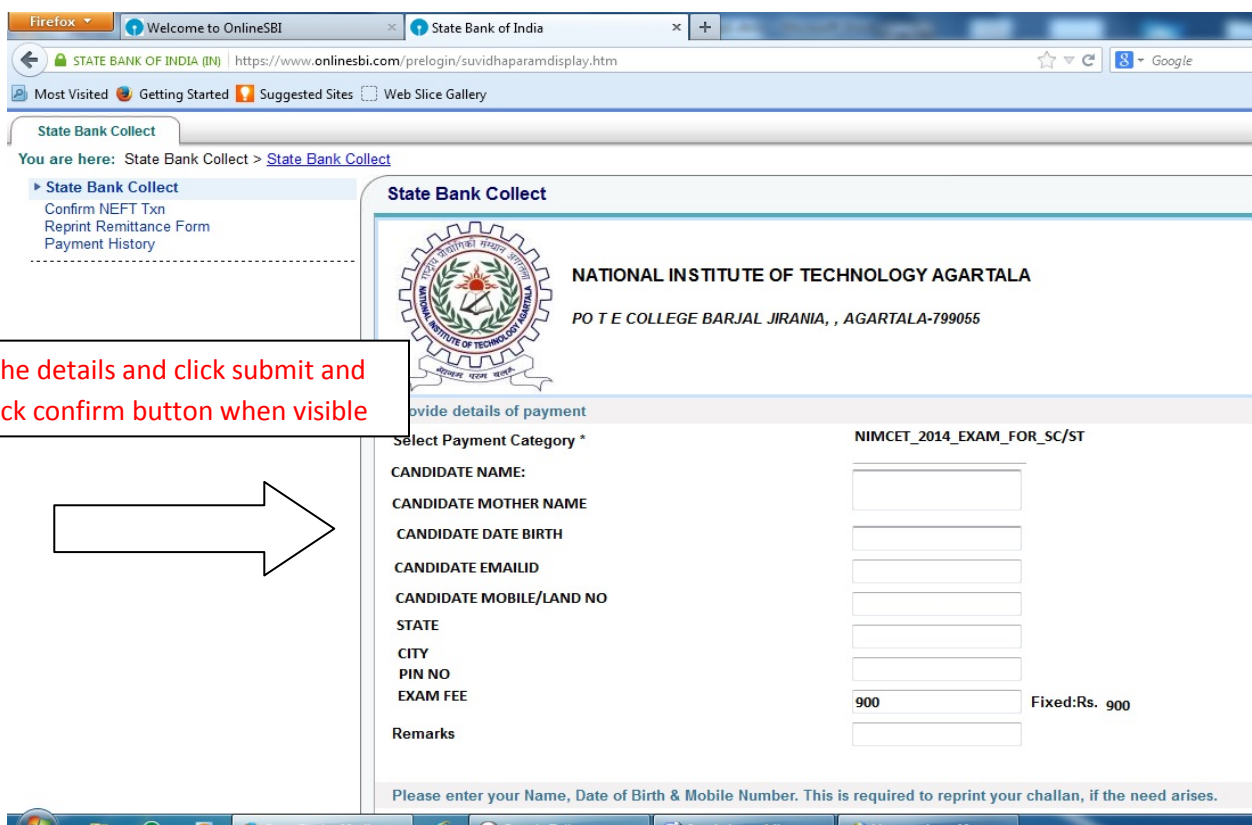 Firefox
Welcome to OnlineSBI
State Bank of India
STATE BANK OF INDIA (IN) https://www.onlinesbi.com/prelogin/suvidhaparamdisplay.htm
Google
Most Visited Getting Started Suggested Sites Web Slice Gallery
State Bank Collect
You are here: State Bank Collect > State Bank Collect
State Bank Collect
Confirm NEFT Txn
Reprint Remittance Form
Payment History
State Bank Collect
NATIONAL INSTITUTE OF TECHNOLOGY AGARTALA
NATIONAL INSTITUTE OF TECHNOLOGY AGARTALA
PO T E COLLEGE BARJAL JIRANIA, , AGARTALA-799055
he details and click submit and
ck confirm button when visible
ovide details of payment
Select Payment Category * NIMCET_2014_EXAM_FOR_SC/ST
CANDIDATE NAME:
CANDIDATE MOTHER NAME
CANDIDATE DATE BIRTH
CANDIDATE EMAILID
CANDIDATE MOBILE/LAND NO
STATE
CITY
PIN NO
EXAM FEE 900 Fixed:Rs. 900
Remarks
Please enter your Name, Date of Birth & Mobile Number. This is required to reprint your challan, if the need arises.